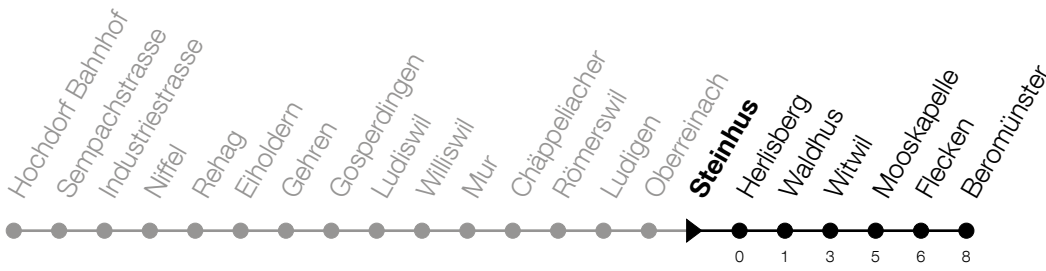 Hochdorf Bahnhof
Sempachstrasse
Industriestrasse
Niffel
Rehag
Eiholdern
Gehren
Gosperdingen
Ludiswil
Williswil
Mur
Chäppeliacher
Römerswil
Ludigen
Oberreinach
Steinhus
Herlisberg
Waldhus
Witwil
Mooskapelle
Flecken
Beromünster
0 1 3 5 6 8